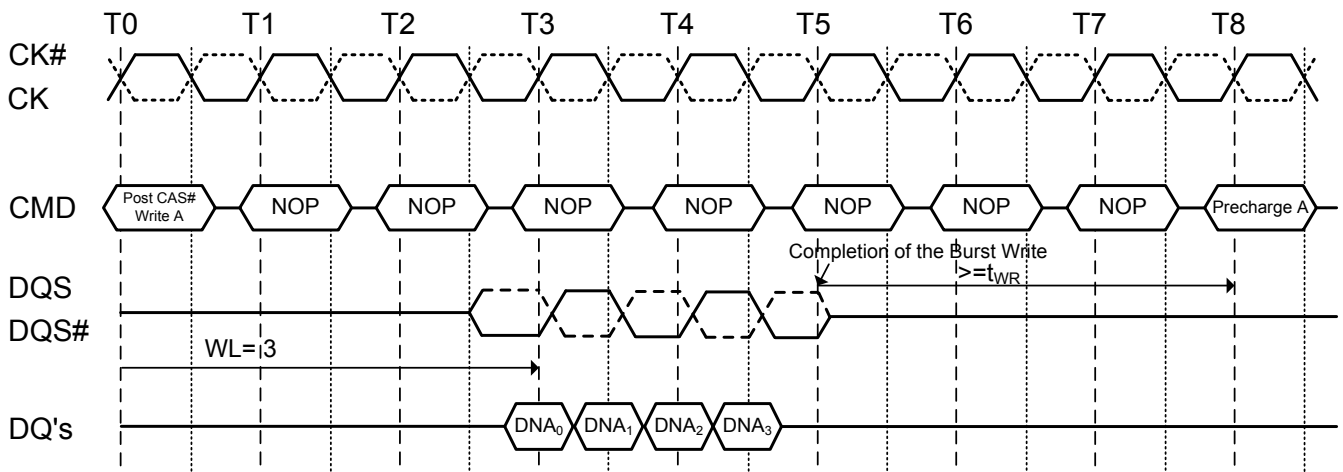 T0 T1 T2 T3 T4 T5 T6 T7 T8
CK#
CK
CMD
Post CAS#
Write A
NOP NOP NOP NOP NOP NOP NOP Precharge A
Completion of the Burst Write
>=tWR
DQS
DQS#
WL= 3
DQ's
DNA0 DNA1 DNA2 DNA3